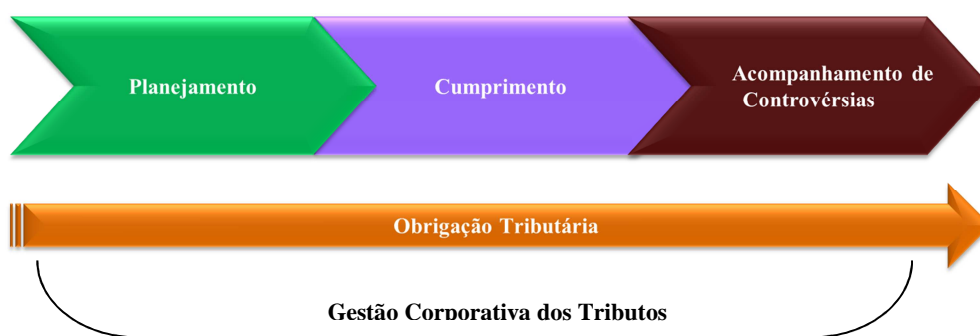 Planejamento
Cumprimento
Acompanhamento de
Controvérsias
Obrigação Tributária
Gestão Corporativa dos Tributos